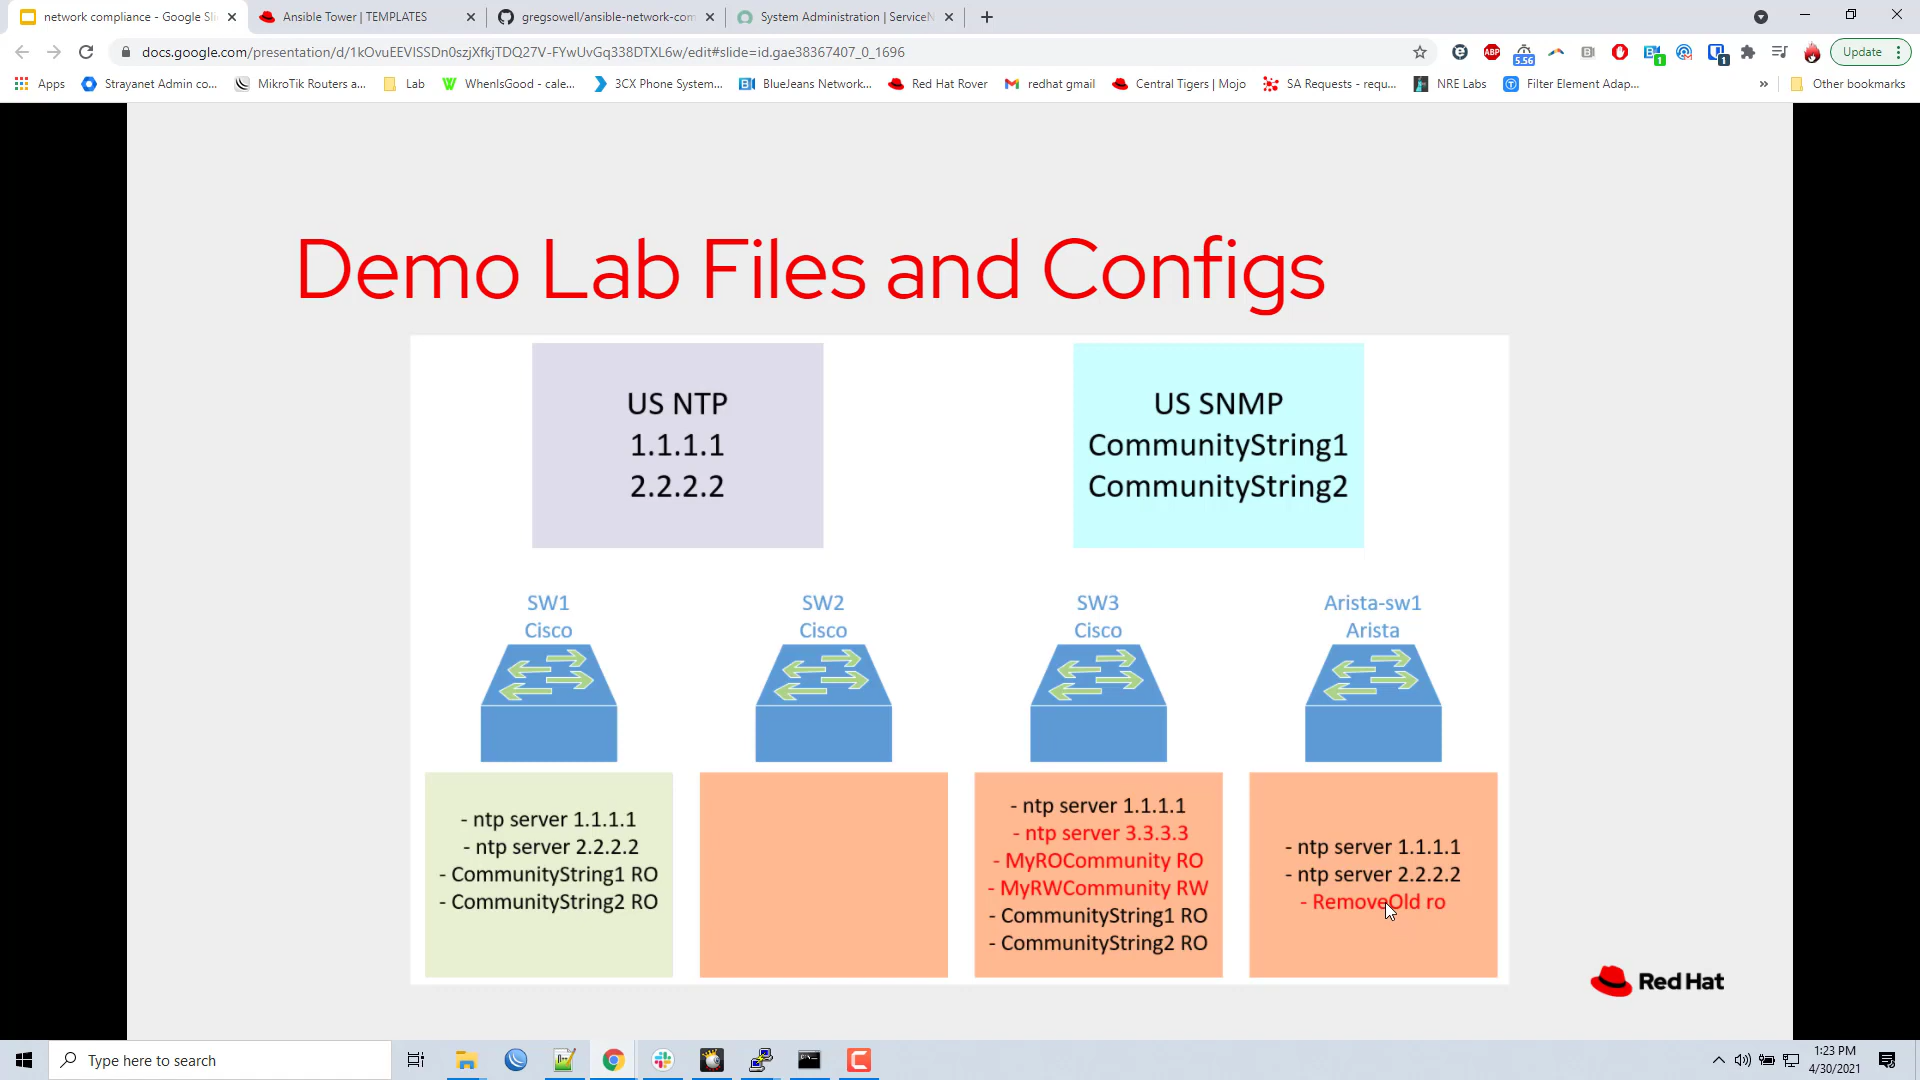 network compliance - Google Sli
Ansible Tower | TEMPLATES
gregsowell/ansible-network-com
System Administration | ServiceN
docs.google.com/presentation/d/1kOvuEEVlSSDn0szjXfkjTDQ27V-FYwUvGq338DTXL6w/edit#slide=id.gae38367407_0_1696
ABP
5.56
1
1
Update
Apps
Strayanet Admin co...
MikroTik Routers a...
Lab
WhenIsGood - cale...
3CX Phone System...
BlueJeans Network...
Red Hat Rover
redhat gmail
Central Tigers | Mojo
SA Requests - requ...
NRE Labs
Filter Element Adap...
»
Other bookmarks
Demo Lab Files and Configs
US NTP
1.1.1.1
2.2.2.2
US SNMP
CommunityString1
CommunityString2
SW1
Cisco
SW2
Cisco
SW3
Cisco
Arista-sw1
Arista
- ntp server 1.1.1.1
- ntp server 2.2.2.2
- CommunityString1 RO
- CommunityString2 RO
- ntp server 1.1.1.1
- ntp server 3.3.3.3
- MyROCommunity RO
- MyRWCommunity RW
- CommunityString1 RO
- CommunityString2 RO
- ntp server 1.1.1.1
- ntp server 2.2.2.2
- RemoveOld ro
Red Hat
Type here to search
1:23 PM
4/30/2021